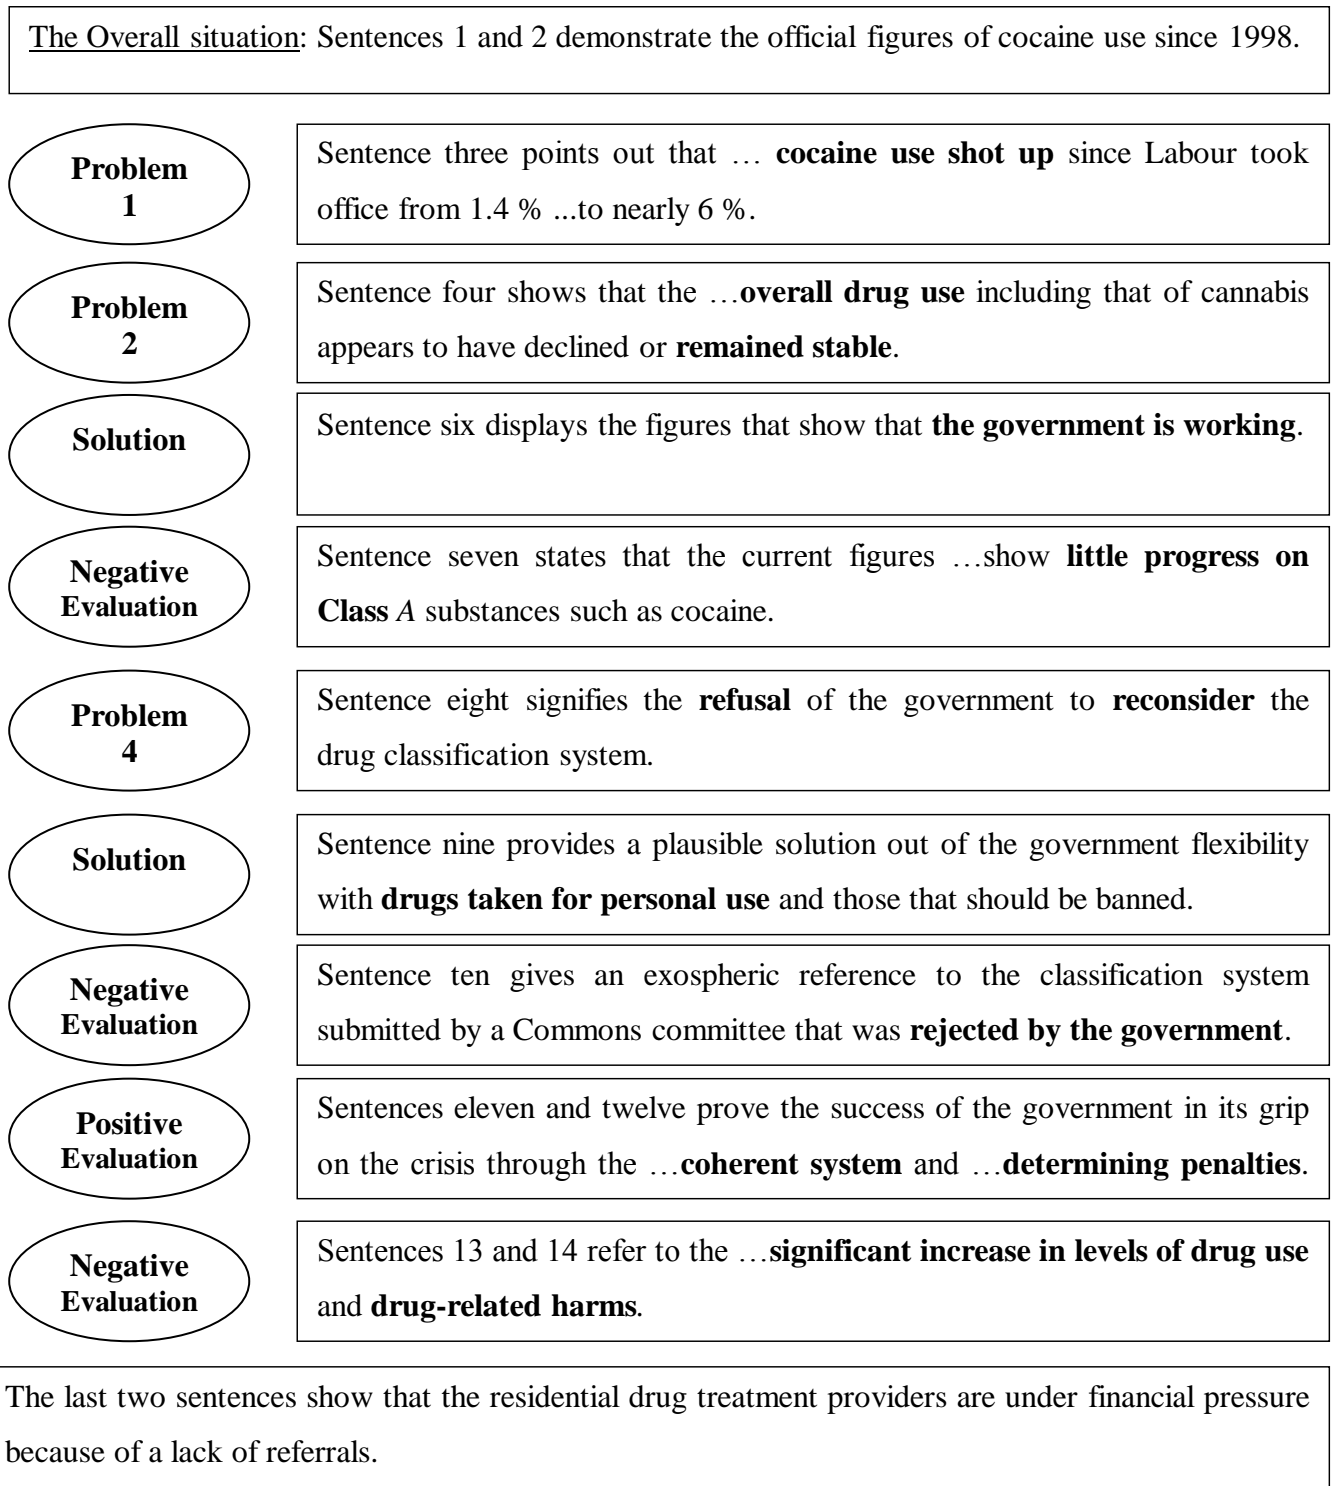 The Overall situation: Sentences 1 and 2 demonstrate the official figures of cocaine use since 1998.
Problem
1
Sentence three points out that … cocaine use shot up since Labour took
office from 1.4 % ...to nearly 6 %.
Problem
2
Sentence four shows that the …overall drug use including that of cannabis
appears to have declined or remained stable.
Solution
Sentence six displays the figures that show that the government is working.
Negative
Evaluation
Sentence seven states that the current figures …show little progress on
Class A substances such as cocaine.
Problem
4
Sentence eight signifies the refusal of the government to reconsider the
drug classification system.
Solution
Sentence nine provides a plausible solution out of the government flexibility
with drugs taken for personal use and those that should be banned.
Negative
Evaluation
Sentence ten gives an exospheric reference to the classification system
submitted by a Commons committee that was rejected by the government.
Positive
Evaluation
Sentences eleven and twelve prove the success of the government in its grip
on the crisis through the …coherent system and …determining penalties.
Negative
Evaluation
Sentences 13 and 14 refer to the …significant increase in levels of drug use
and drug-related harms.
The last two sentences show that the residential drug treatment providers are under financial pressure
because of a lack of referrals.